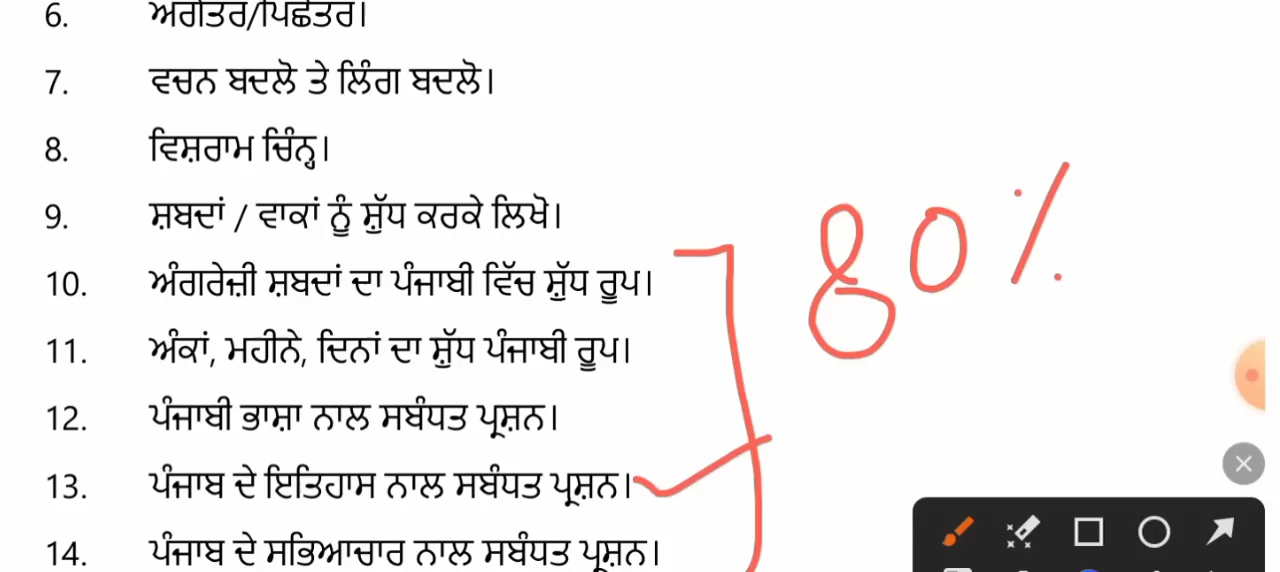 6. ਅਗੇਤਰ/ਪਿਛੇਤਰ।
7. ਵਚਨ ਬਦਲੋ ਤੇ ਲਿੰਗ ਬਦਲੋ।
8. ਵਿਸ਼ਰਾਮ ਚਿੰਨ੍ਹ।
9. ਸ਼ਬਦਾਂ / ਵਾਕਾਂ ਨੂੰ ਸ਼ੁੱਧ ਕਰਕੇ ਲਿਖੋ।
10. ਅੰਗਰੇਜ਼ੀ ਸ਼ਬਦਾਂ ਦਾ ਪੰਜਾਬੀ ਵਿੱਚ ਸ਼ੁੱਧ ਰੂਪ।
11. ਅੰਕਾਂ, ਮਹੀਨੇ, ਦਿਨਾਂ ਦਾ ਸ਼ੁੱਧ ਪੰਜਾਬੀ ਰੂਪ।
12. ਪੰਜਾਬੀ ਭਾਸ਼ਾ ਨਾਲ ਸਬੰਧਤ ਪ੍ਰਸ਼ਨ।
13. ਪੰਜਾਬ ਦੇ ਇਤਿਹਾਸ ਨਾਲ ਸਬੰਧਤ ਪ੍ਰਸ਼ਨ।
14. ਪੰਜਾਬ ਦੇ ਸਭਿਆਚਾਰ ਨਾਲ ਸਬੰਧਤ ਪ੍ਰਸ਼ਨ।
80%